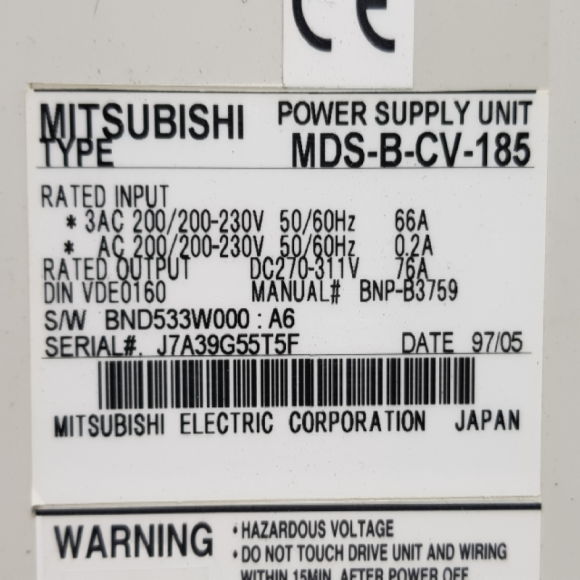 CE
MITSUBISHI POWER SUPPLY UNIT
TYPE MDS-B-CV-185
RATED INPUT
* 3AC 200/200-230V 50/60Hz 66A
* AC 200/200-230V 50/60Hz 0.2A
RATED OUTPUT DC270-311V 76A
DIN VDE0160 MANUAL# BNP-B3759
S/W BND533W000 : A6
SERIAL#. J7A39G55T5F DATE 97/05
MITSUBISHI ELECTRIC CORPORATION JAPAN
WARNING • HAZARDOUS VOLTAGE
• DO NOT TOUCH DRIVE UNIT AND WIRING
WITHIN 15MIN. AFTER POWER OFF